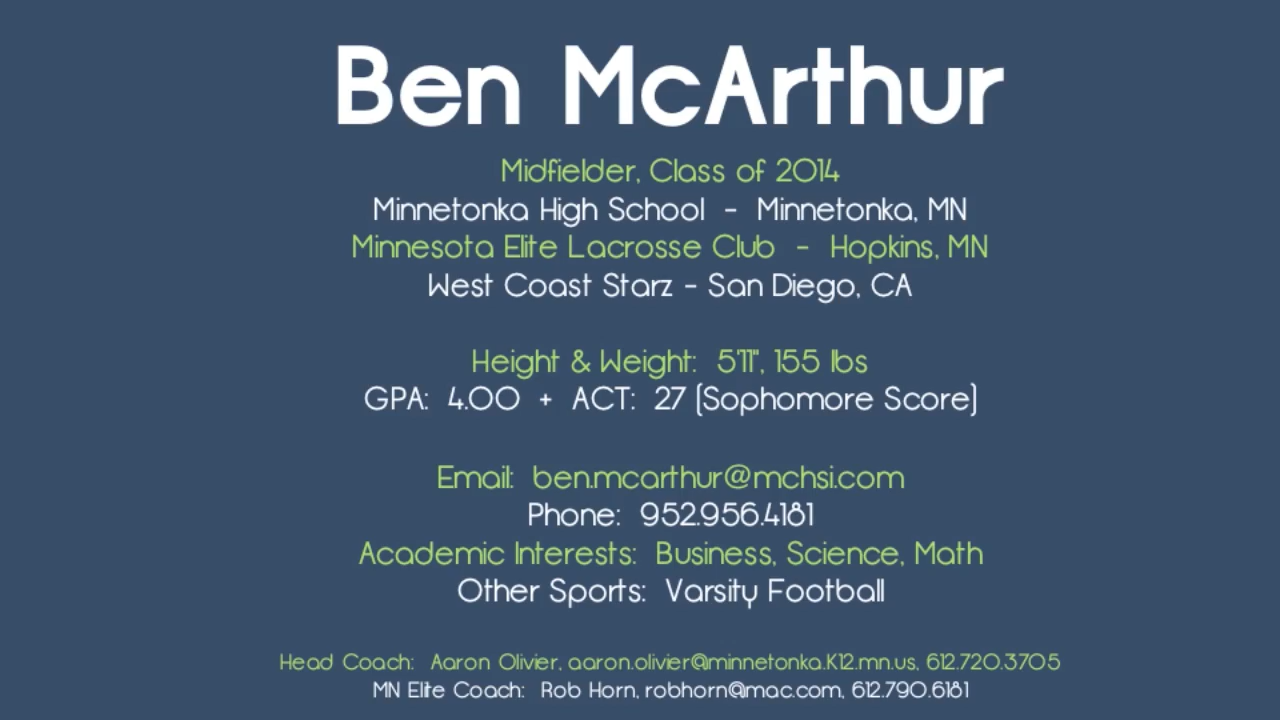 Ben McArthur
Midfielder, Class of 2014
Minnetonka High School - Minnetonka, MN
Minnesota Elite Lacrosse Club - Hopkins, MN
West Coast Starz - San Diego, CA
Height & Weight: 5'11", 155 lbs
GPA: 4.00 + ACT: 27 (Sophomore Score)
Email: ben.mcarthur@mchsi.com
Phone: 952.956.4181
Academic Interests: Business, Science, Math
Other Sports: Varsity Football
Head Coach: Aaron Olivier, aaron.olivier@minnetonka.K12.mn.us, 612.720.3705
MN Elite Coach: Rob Horn, robhorn@mac.com, 612.790.6181